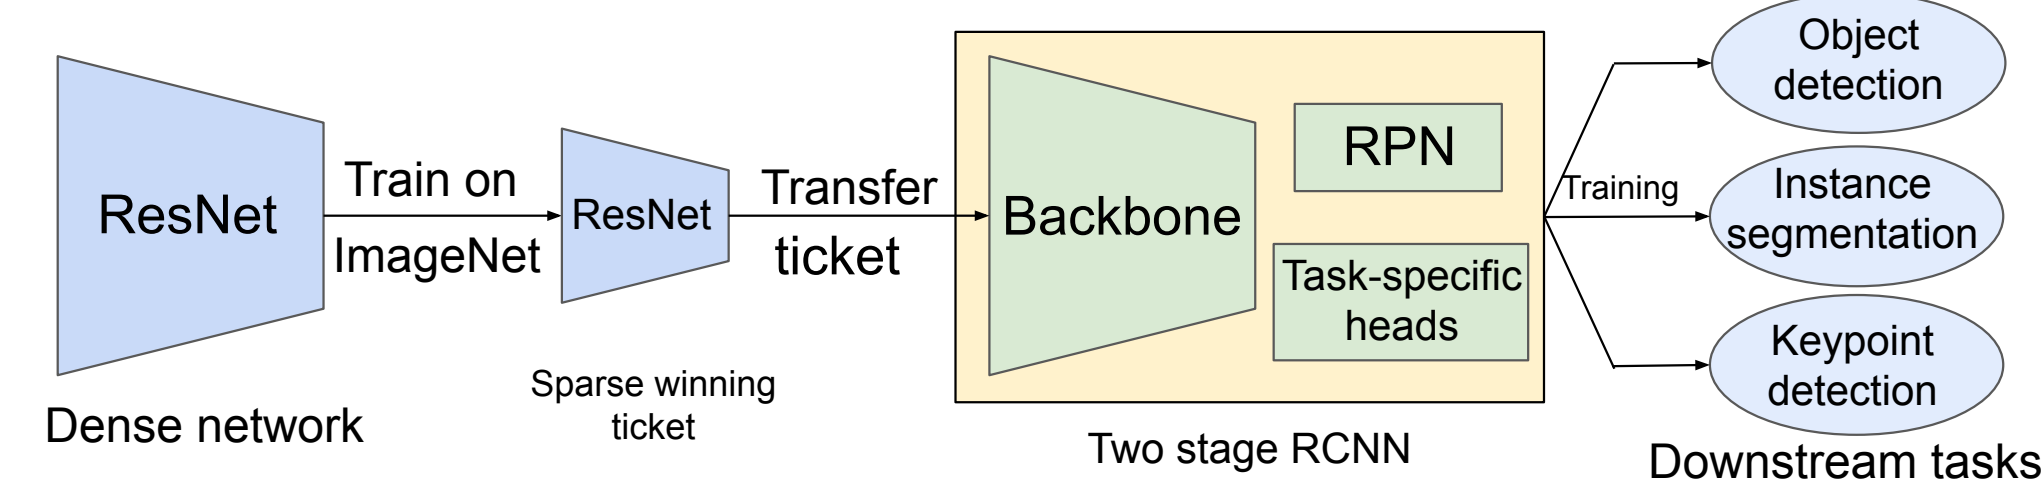 ResNet
Dense network
Train on
ImageNet
ResNet
Sparse winning
ticket
Transfer
ticket
Backbone
RPN
Task-specific
heads
Two stage RCNN
Training
Object
detection
Instance
segmentation
Keypoint
detection
Downstream tasks